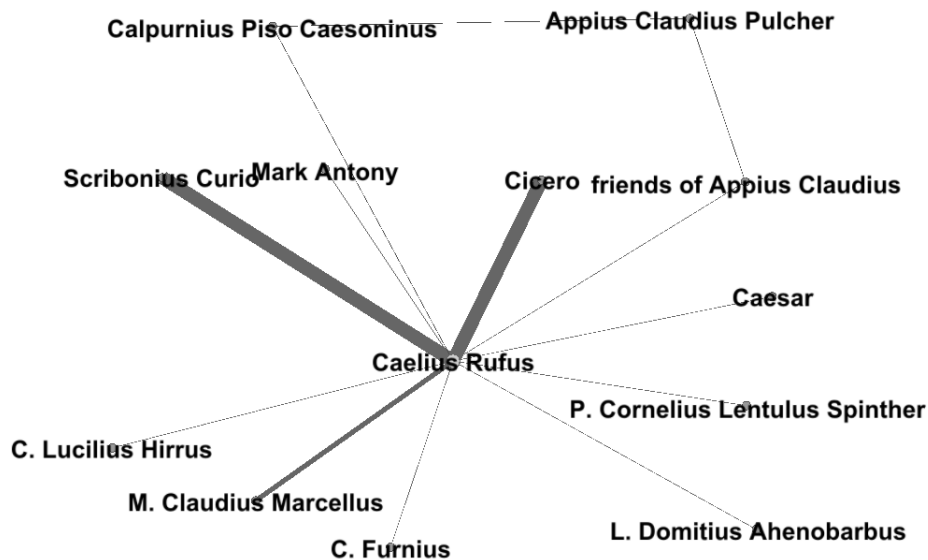 Calpurnius Piso Caesoninus
Appius Claudius Pulcher
Scribonius Curio
Mark Antony
Cicero
friends of Appius Claudius
Caesar
Caelius Rufus
P. Cornelius Lentulus Spinther
C. Lucilius Hirrus
M. Claudius Marcellus
L. Domitius Ahenobarbus
C. Furnius